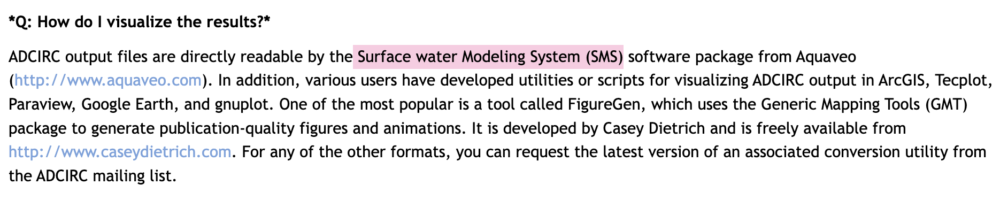 *Q: How do I visualize the results?*
ADCIRC output files are directly readable by the Surface water Modeling System (SMS) software package from Aquaveo
(http://www.aquaveo.com). In addition, various users have developed utilities or scripts for visualizing ADCIRC output in ArcGIS, Tecplot,
Paraview, Google Earth, and gnuplot. One of the most popular is a tool called FigureGen, which uses the Generic Mapping Tools (GMT)
package to generate publication-quality figures and animations. It is developed by Casey Dietrich and is freely available from
http://www.caseydietrich.com. For any of the other formats, you can request the latest version of an associated conversion utility from
the ADCIRC mailing list.